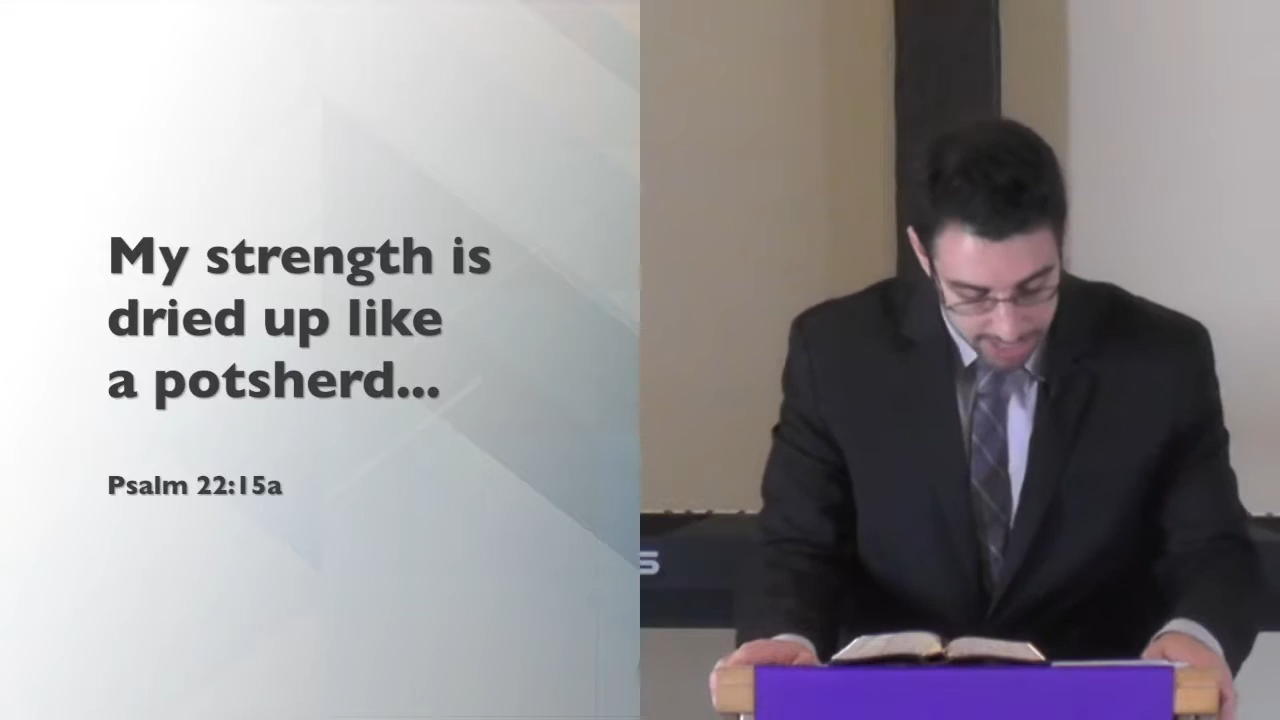 My strength is
dried up like
a potsherd...
Psalm 22:15a